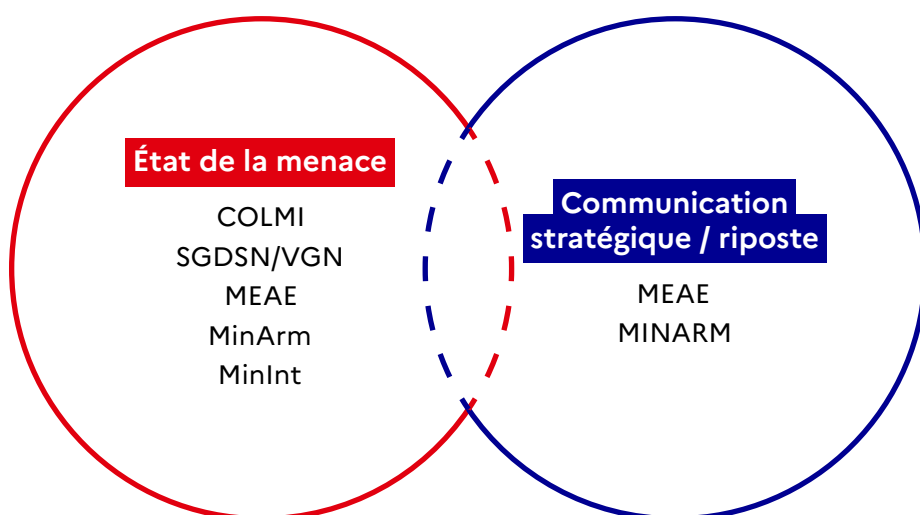 État de la menace
COLMI
SGDSN/VGN
MEAE
MinArm
MinInt
Communication
stratégique / riposte
MEAE
MINARM